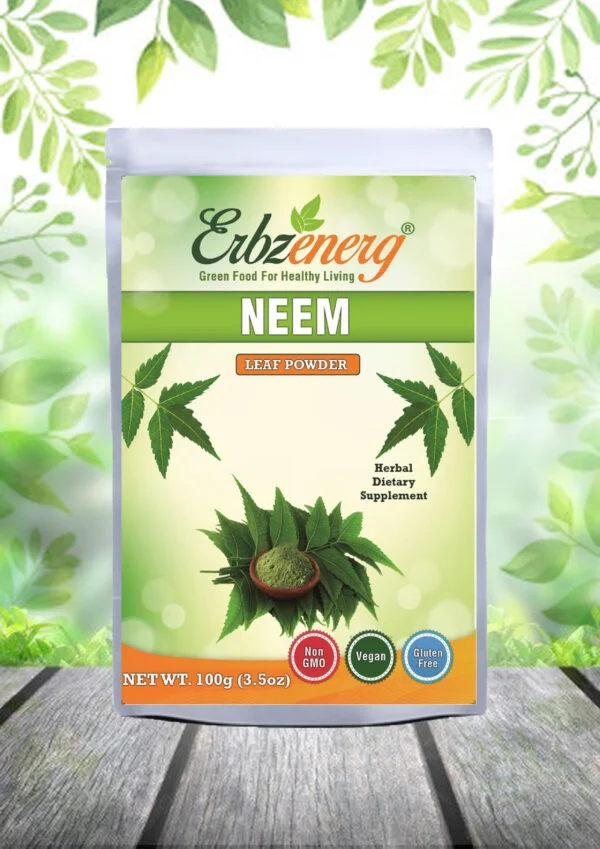 Erbzenerg®
Green Food For Healthy Living
NEEM
LEAF POWDER
Herbal
Dietary
Supplement
Non
GMO
Vegan
Gluten
Free
NET WT. 100g (3.5oz)